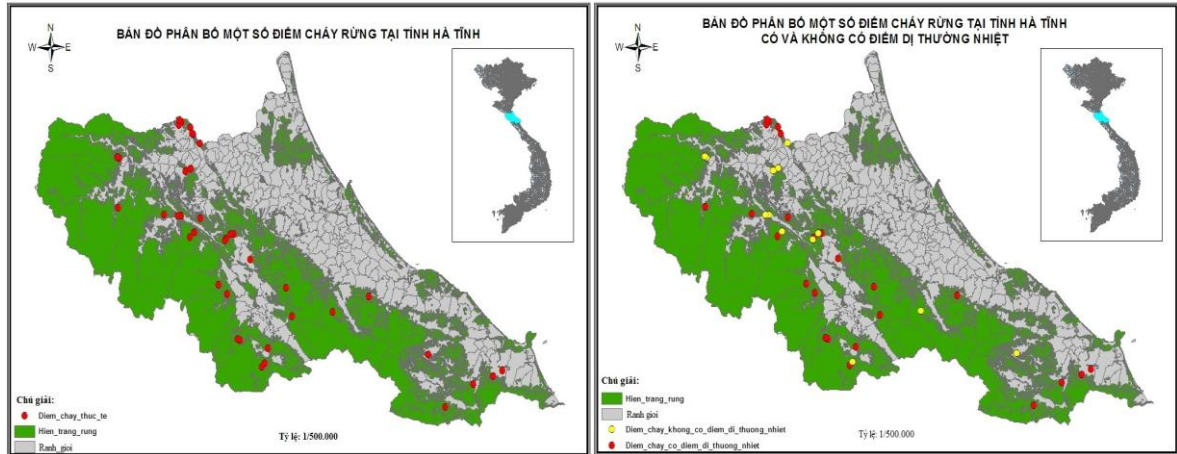 BẢN ĐỒ PHÂN BỐ MỘT SỐ ĐIỂM CHÁY RỪNG TẠI TỈNH HÀ TĨNH
N
W E
S
Chú giải:
Diem_chay_thuc_te
Hien_trang_rung
Ranh_gioi
Tỷ lệ: 1/500.000
BẢN ĐỒ PHÂN BỐ MỘT SỐ ĐIỂM CHÁY RỪNG TẠI TỈNH HÀ TĨNH
CÓ VÀ KHÔNG CÓ ĐIỂM DỊ THƯỜNG NHIỆT
N
W E
S
Chú giải:
Hien_trang_rung
Ranh gioi
Diem_chay_khong_co_diem_di_thuong_nhiet
Diem_chay_co_diem_di_thuong_nhiet
Tỷ lệ: 1/500.000